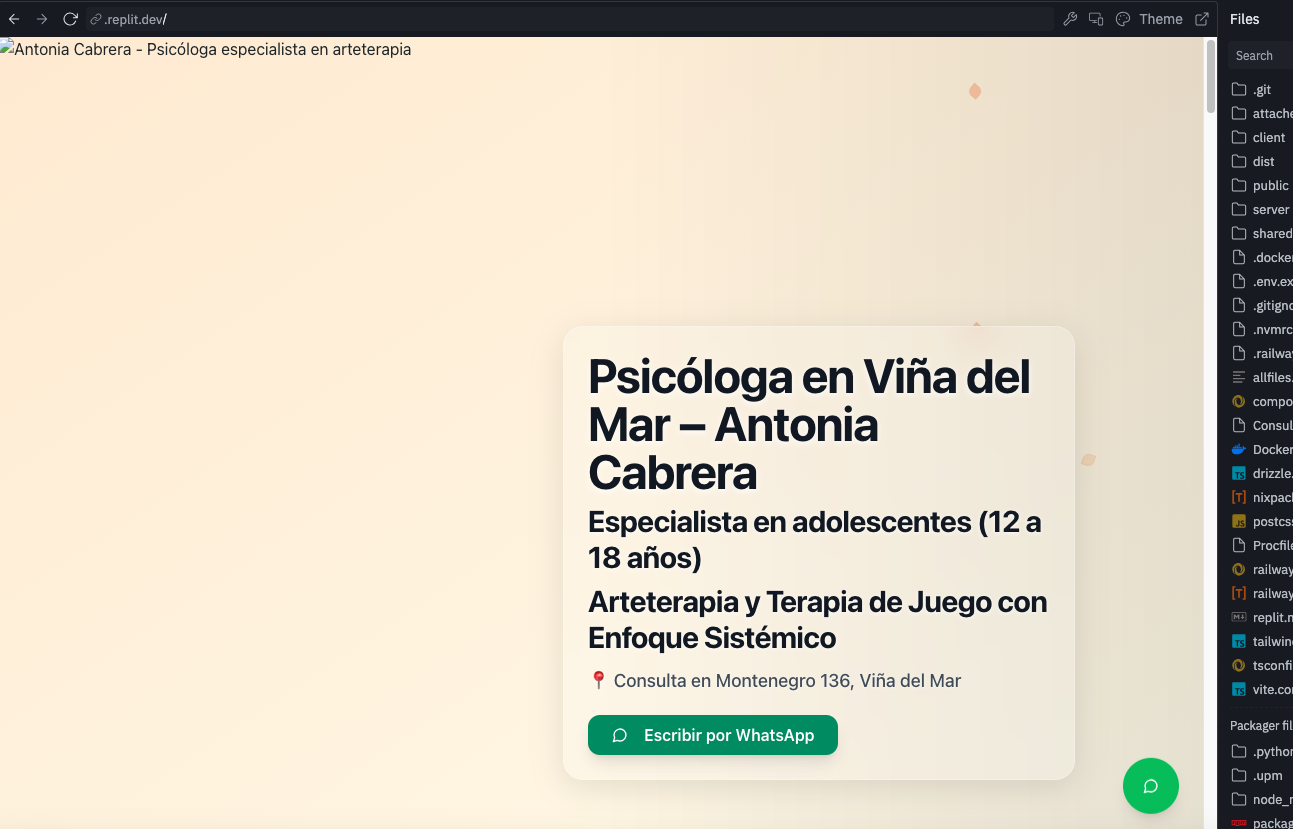 .replit.dev/
Theme
Files
Antonia Cabrera - Psicóloga especialista en arteterapia
Psicóloga en Viña del
Mar – Antonia
Cabrera
Especialista en adolescentes (12 a
18 años)
Arteterapia y Terapia de Juego con
Enfoque Sistémico
Consulta en Montenegro 136, Viña del Mar
Escribir por WhatsApp
Search
.git
attache
client
dist
public
server
shared
.docke
.env.ex
.gitigno
.nvmrc
.railwa
allfiles.
compo
Consul
Docker
drizzle.
nixpac
postcs
Procfile
railway
railway
replit.n
tailwin
tsconfi
vite.co
Packager fil
.python
.upm
node_r
packag